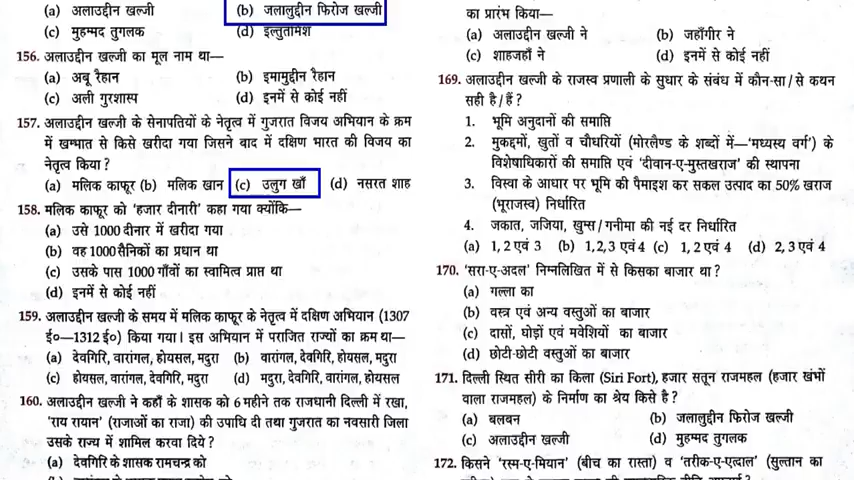 (a) अलाउद्दीन खल्जी (b) जलालुद्दीन फिरोज खल्जी
(c) मुहम्मद तुगलक (d) इल्तुतमिश
156. अलाउद्दीन खल्जी का मूल नाम था—
(a) अबू रैहान (b) इमामुद्दीन रैहान
(c) अली गुरशास्प (d) इनमें से कोई नहीं
157. अलाउद्दीन खल्जी के सेनापतियों के नेतृत्व में गुजरात विजय अभियान के क्रम
में खम्भात से किसे खरीदा गया जिसने बाद में दक्षिण भारत की विजय का
नेतृत्व किया ?
(a) मलिक काफूर (b) मलिक खान (c) उलुग खाँ (d) नसरत शाह
158. मलिक काफूर को 'हजार दीनारी' कहा गया क्योंकि—
(a) उसे 1000 दीनार में खरीदा गया
(b) वह 1000 सैनिकों का प्रधान था
(c) उसके पास 1000 गाँवों का स्वामित्व प्राप्त था
(d) इनमें से कोई नहीं
159. अलाउद्दीन खल्जी के समय में मलिक काफूर के नेतृत्व में दक्षिण अभियान (1307
ई०—1312 ई०) किया गया। इस अभियान में पराजित राज्यों का क्रम था—
(a) देवगिरि, वारांगल, होयसल, मदुरा (b) वारांगल, देवगिरि, होयसल, मदुरा
(c) होयसल, वारांगल, देवगिरि, मदुरा (d) मदुरा, देवगिरि, वारांगल, होयसल
160. अलाउद्दीन खल्जी ने कहाँ के शासक को 6 महीने तक राजधानी दिल्ली में रखा,
'राय रायान' (राजाओं का राजा) की उपाधि दी तथा गुजरात का नवसारी जिला
उसके राज्य में शामिल करवा दिये ?
(a) देवगिरि के शासक रामचन्द्र को
का प्रारंभ किया—
(a) अलाउद्दीन खल्जी ने (b) जहाँगीर ने
(c) शाहजहाँ ने (d) इनमें से कोई नहीं
169. अलाउद्दीन खल्जी के राजस्व प्रणाली के सुधार के संबंध में कौन-सा/से कथन
सही है/हैं ?
1. भूमि अनुदानों की समाप्ति
2. मुकद्दमों, खुतों व चौधरियों (मोरलैण्ड के शब्दों में—'मध्यस्य वर्ग') के
विशेषाधिकारों की समाप्ति एवं 'दीवान-ए-मुस्तखराज' की स्थापना
3. विस्वा के आधार पर भूमि की पैमाइश कर सकल उत्पाद का 50% खराज
(भूराजस्व) निर्धारित
4. जकात, जजिया, खुम्स/गनीमा की नई दर निर्धारित
(a) 1, 2 एवं 3 (b) 1,2,3 एवं 4 (c) 1, 2 एवं 4 (d) 2, 3 एवं 4
170. 'सरा-ए-अदल' निम्नलिखित में से किसका बाजार था ?
(a) गल्ला का
(b) वस्त्र एवं अन्य वस्तुओं का बाजार
(c) दासों, घोड़ों एवं मवेशियों का बाजार
(d) छोटी-छोटी वस्तुओं का बाजार
171. दिल्ली स्थित सीरी का किला (Siri Fort), हजार सतून राजमहल (हजार खंभों
वाला राजमहल) के निर्माण का श्रेय किसे है ?
(a) बलबन (b) जलालुद्दीन फिरोज खल्जी
(c) अलाउद्दीन खल्जी (d) मुहम्मद तुगलक
172. किसने 'रस्म-ए-मियान' (बीच का रास्ता) व 'तरीक-ए-एत्दाल' (सुल्तान का